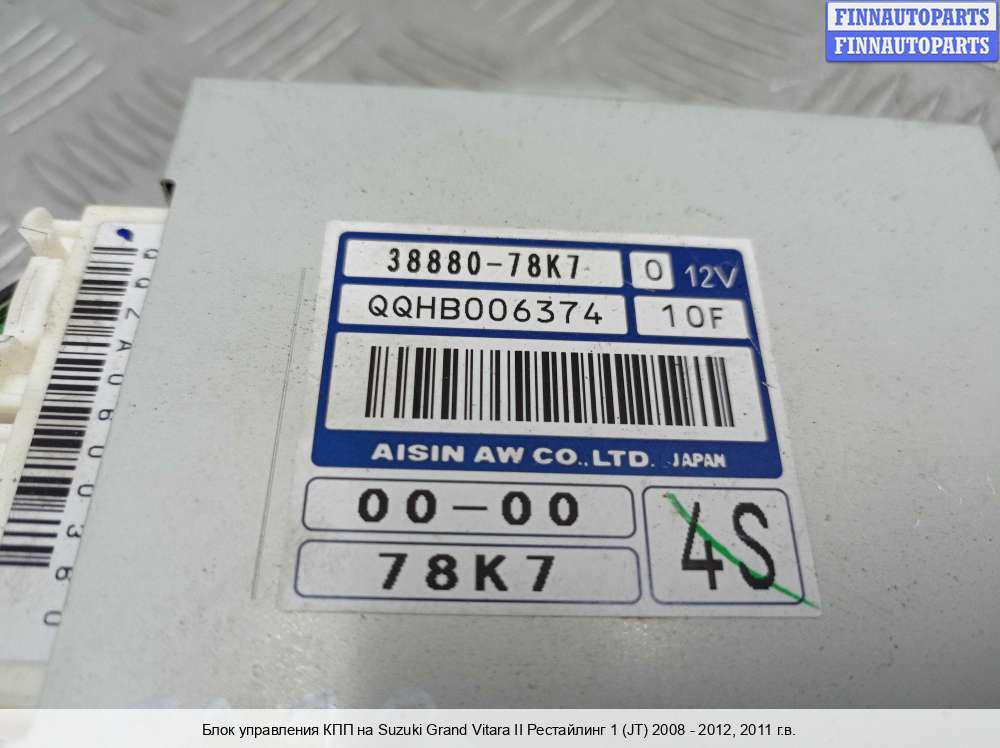 FINNAUTOPARTS
FINNAUTOPARTS
38880-78K7 0 12V
QQHB006374 10F
AISIN AW CO.,LTD. JAPAN
00-00
78K7
4S
QQ2A0600360
Блок управления КПП на Suzuki Grand Vitara II Рестайлинг 1 (JT) 2008 - 2012, 2011 г.в.